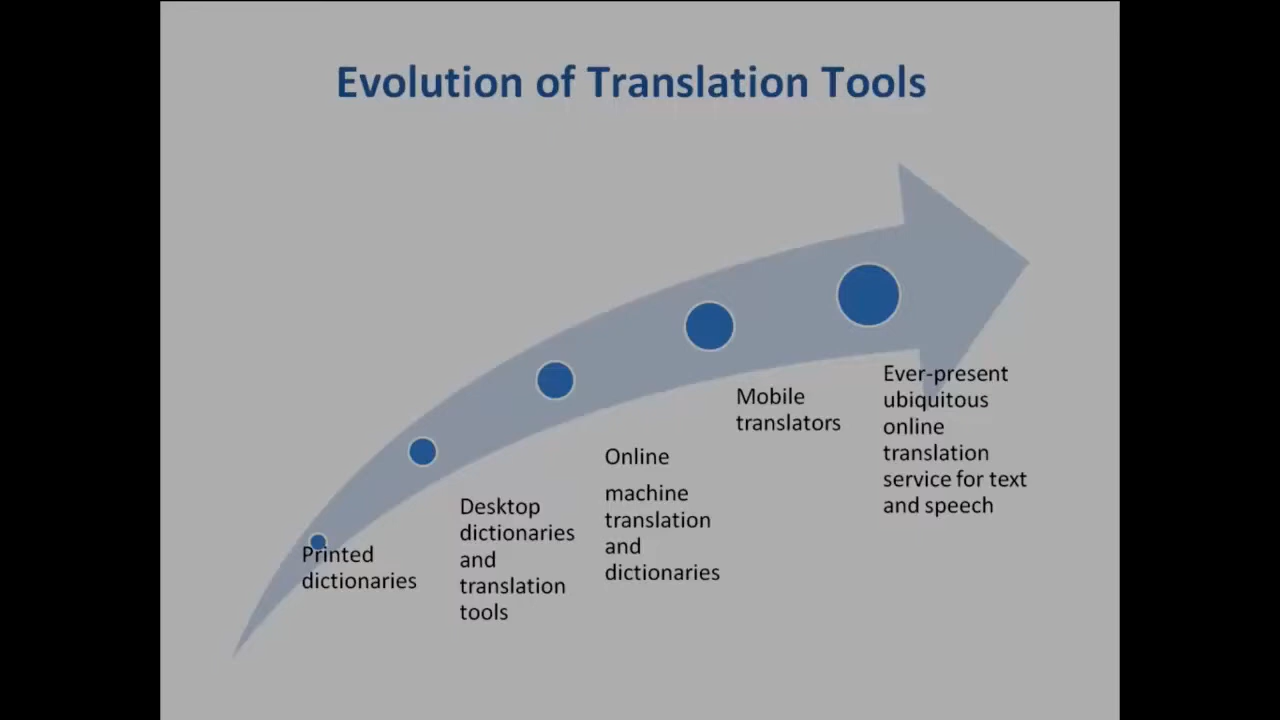 Evolution of Translation Tools
Printed
dictionaries
Desktop
dictionaries
and
translation
tools
Online
machine
translation
and
dictionaries
Mobile
translators
Ever-present
ubiquitous
online
translation
service for text
and speech